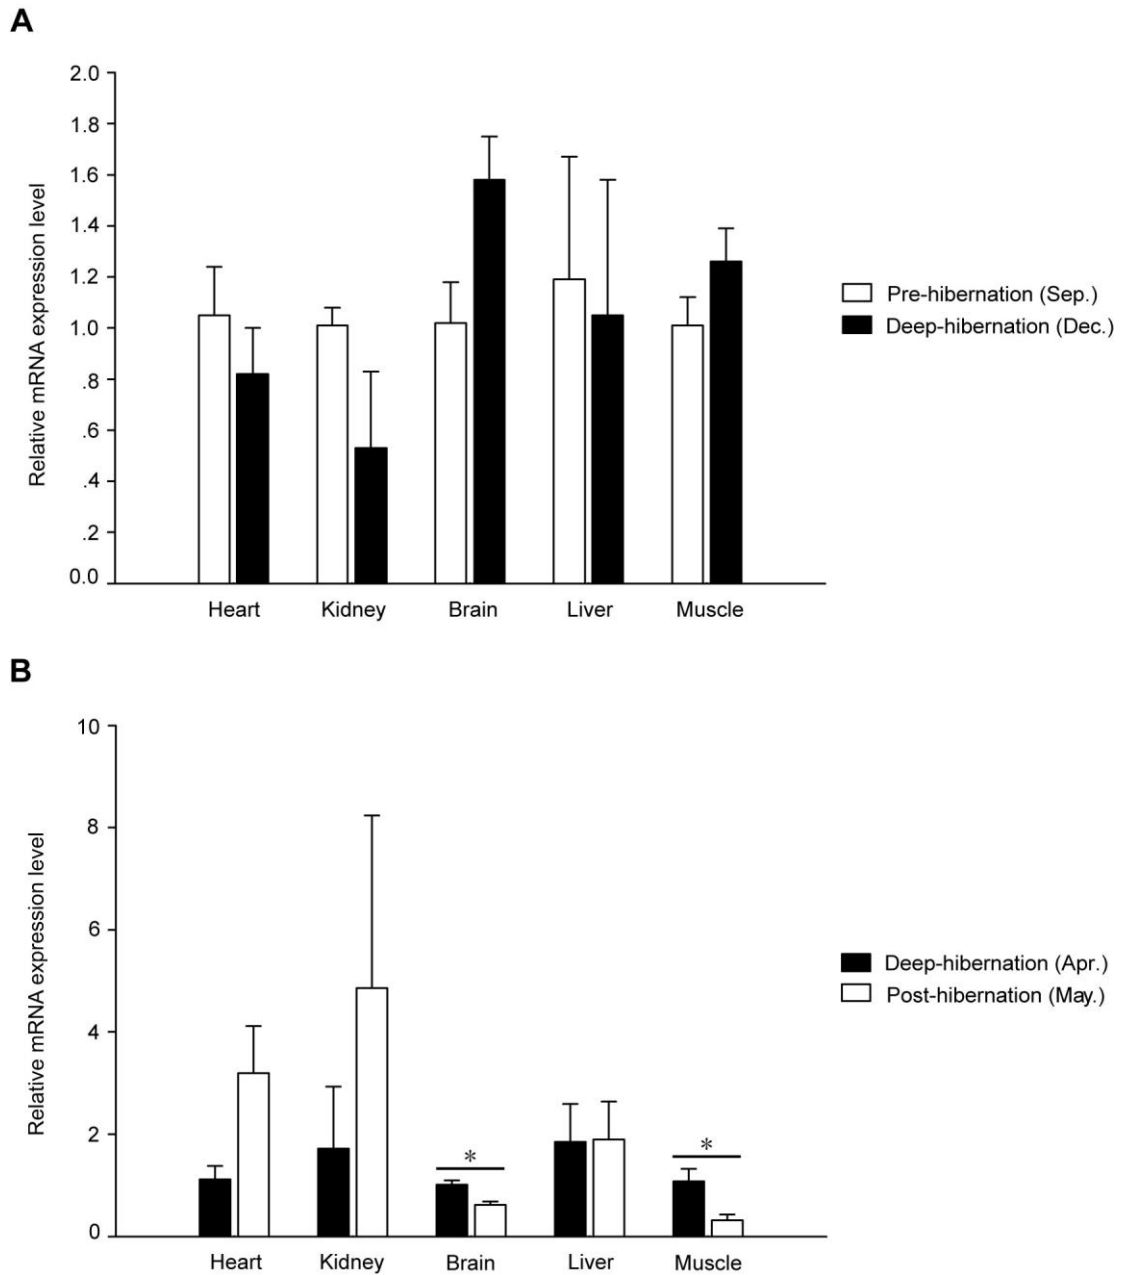 A
Relative mRNA expression level
2.0
1.8
1.6
1.4
1.2
1.0
.8
.6
.4
.2
0.0
Heart Kidney Brain Liver Muscle
Pre-hibernation (Sep.)
Deep-hibernation (Dec.)
B
Relative mRNA expression level
10
8
6
4
2
0
* *
Heart Kidney Brain Liver Muscle
Deep-hibernation (Apr.)
Post-hibernation (May.)